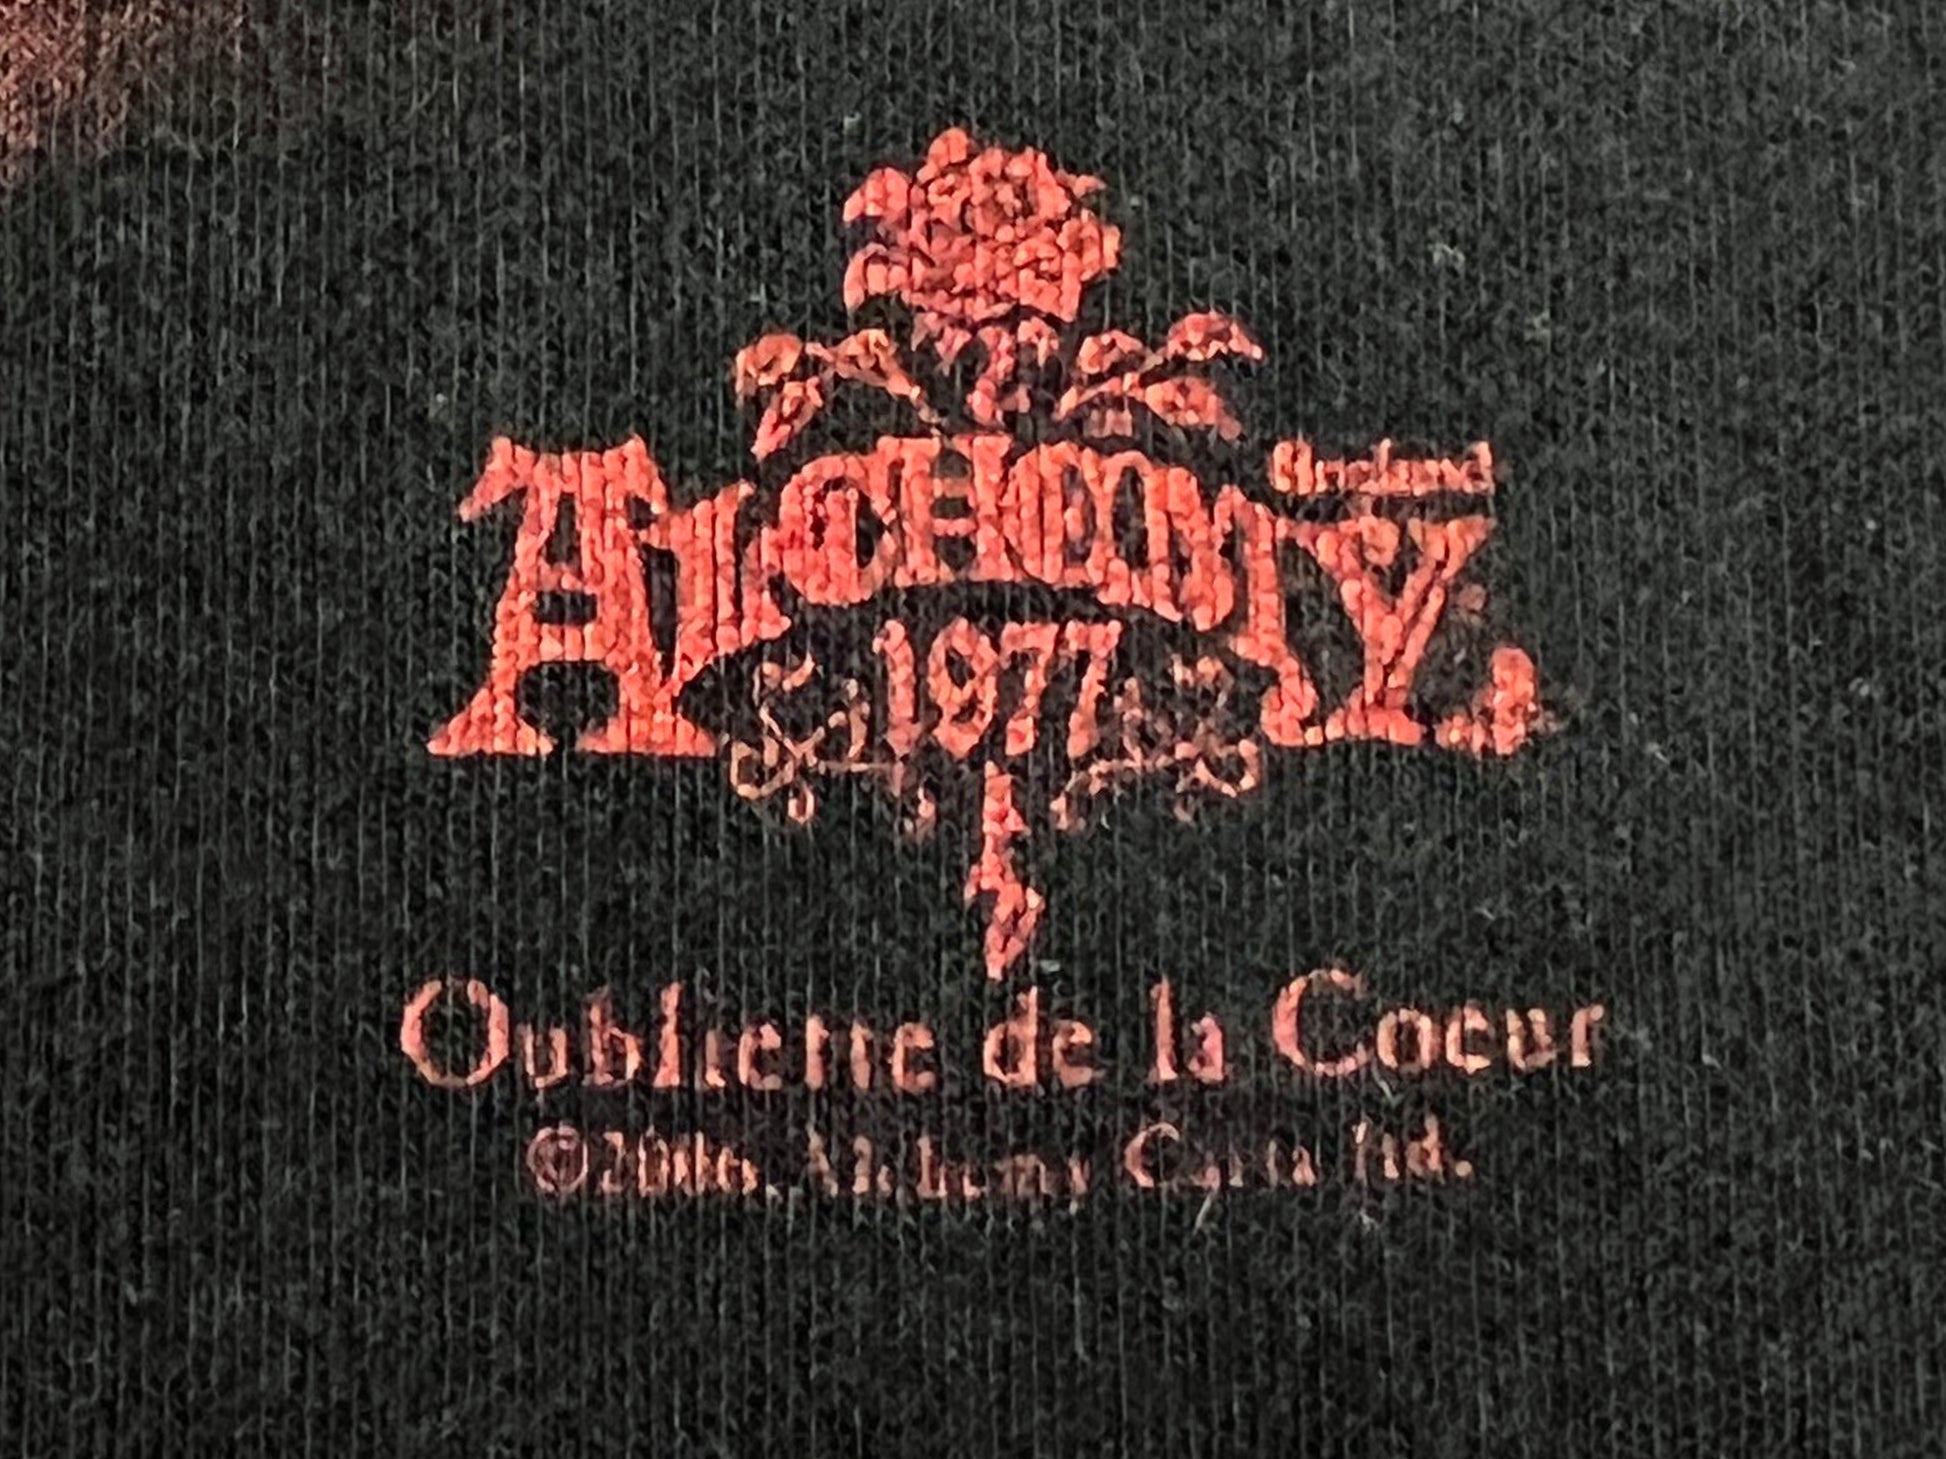 England
ALCHEMY
1977
Oubliette de la Coeur
©2006. Alchemy Carta Ltd.